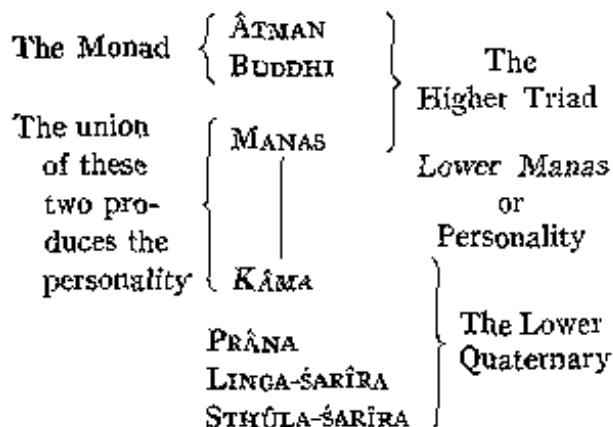 The Monad
ÂTMAN
BUDDHI
The
Higher Triad
The union
of these
two pro-
duces the
personality
MANAS
Lower Manas
or
Personality
KÂMA
PRÂNA
LINGA-ŚARÎRA
STHÛLA-ŚARÎRA
The Lower
Quaternary